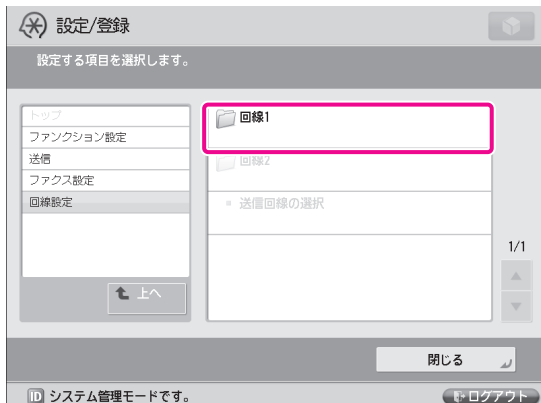 設定/登録
設定する項目を選択します。
トップ
ファンクション設定
送信
ファクス設定
回線設定
上へ
回線1
回線2
送信回線の選択
1/1
閉じる
ID システム管理モードです。
ログアウト